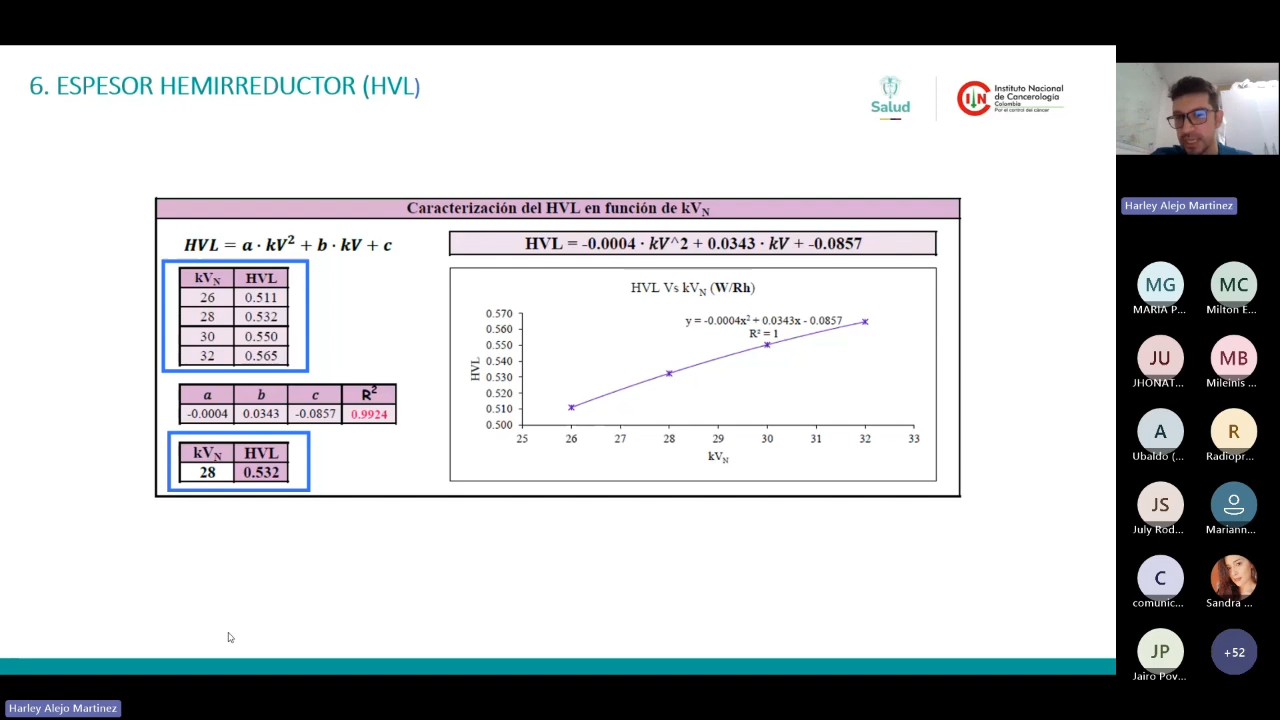 6. ESPESOR HEMIRREDUCTOR (HVL)
Salud
Instituto Nacional
de Cancerología
Colombia
Por el control del cáncer
Caracterización del HVL en función de kVN
HVL = a · kV² + b · kV + c
HVL = -0.0004 · kV^2 + 0.0343 · kV + -0.0857
kVN HVL
26 0.511
28 0.532
30 0.550
32 0.565
a b c R²
-0.0004 0.0343 -0.0857 0.9924
kVN HVL
28 0.532
HVL Vs kVN (W/Rh)
y = -0.0004x² + 0.0343x - 0.0857
R² = 1
HVL
0.570
0.560
0.550
0.540
0.530
0.520
0.510
0.500
25 26 27 28 29 30 31 32 33
kVN
Harley Alejo Martinez
MG MC
MARIA P... Milton E...
JU MB
JHONAT... Mileinis ...
A R
Ubaldo (... Radiopr...
JS
July Rod... Mariann...
C
comunic... Sandra ...
JP +52
Jairo Pov...
Harley Alejo Martinez